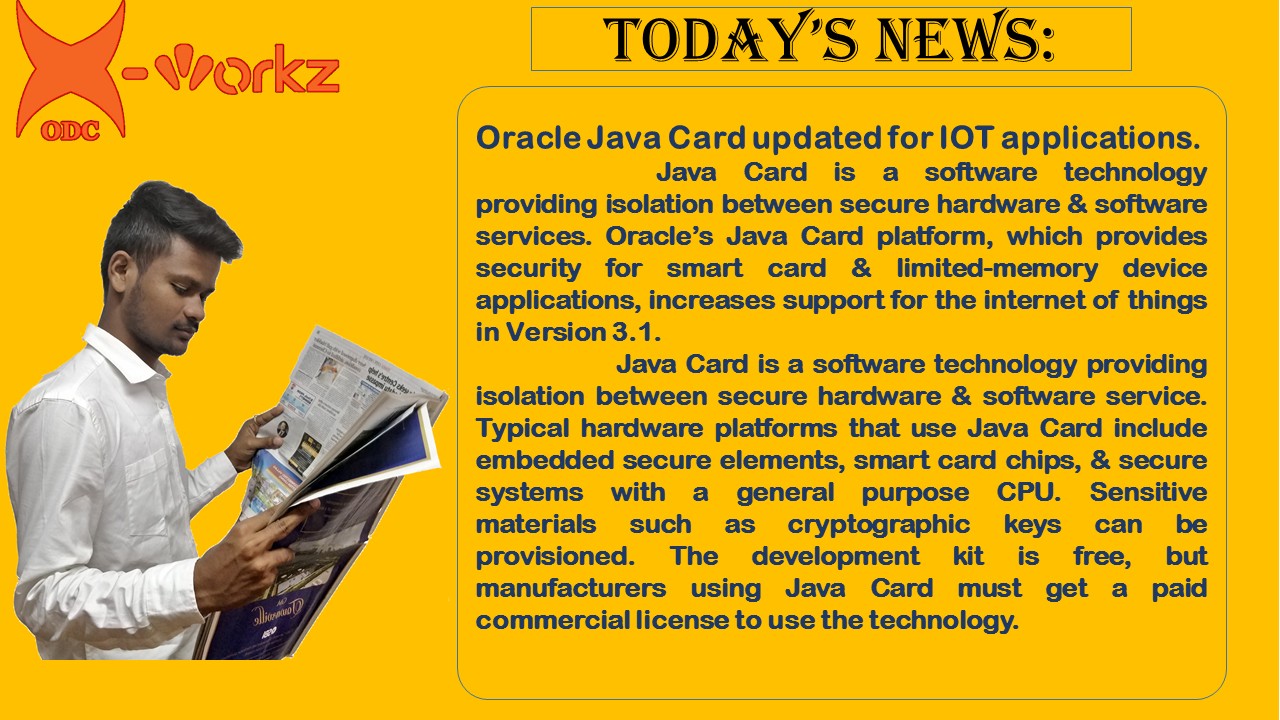 X-Workz
ODC
TODAY'S NEWS:
Oracle Java Card updated for IOT applications.
Java Card is a software technology
providing isolation between secure hardware & software
services. Oracle's Java Card platform, which provides
security for smart card & limited-memory device
applications, increases support for the internet of things
in Version 3.1.
Java Card is a software technology providing
isolation between secure hardware & software service.
Typical hardware platforms that use Java Card include
embedded secure elements, smart card chips, & secure
systems with a general purpose CPU. Sensitive
materials such as cryptographic keys can be
provisioned. The development kit is free, but
manufacturers using Java Card must get a paid
commercial license to use the technology.